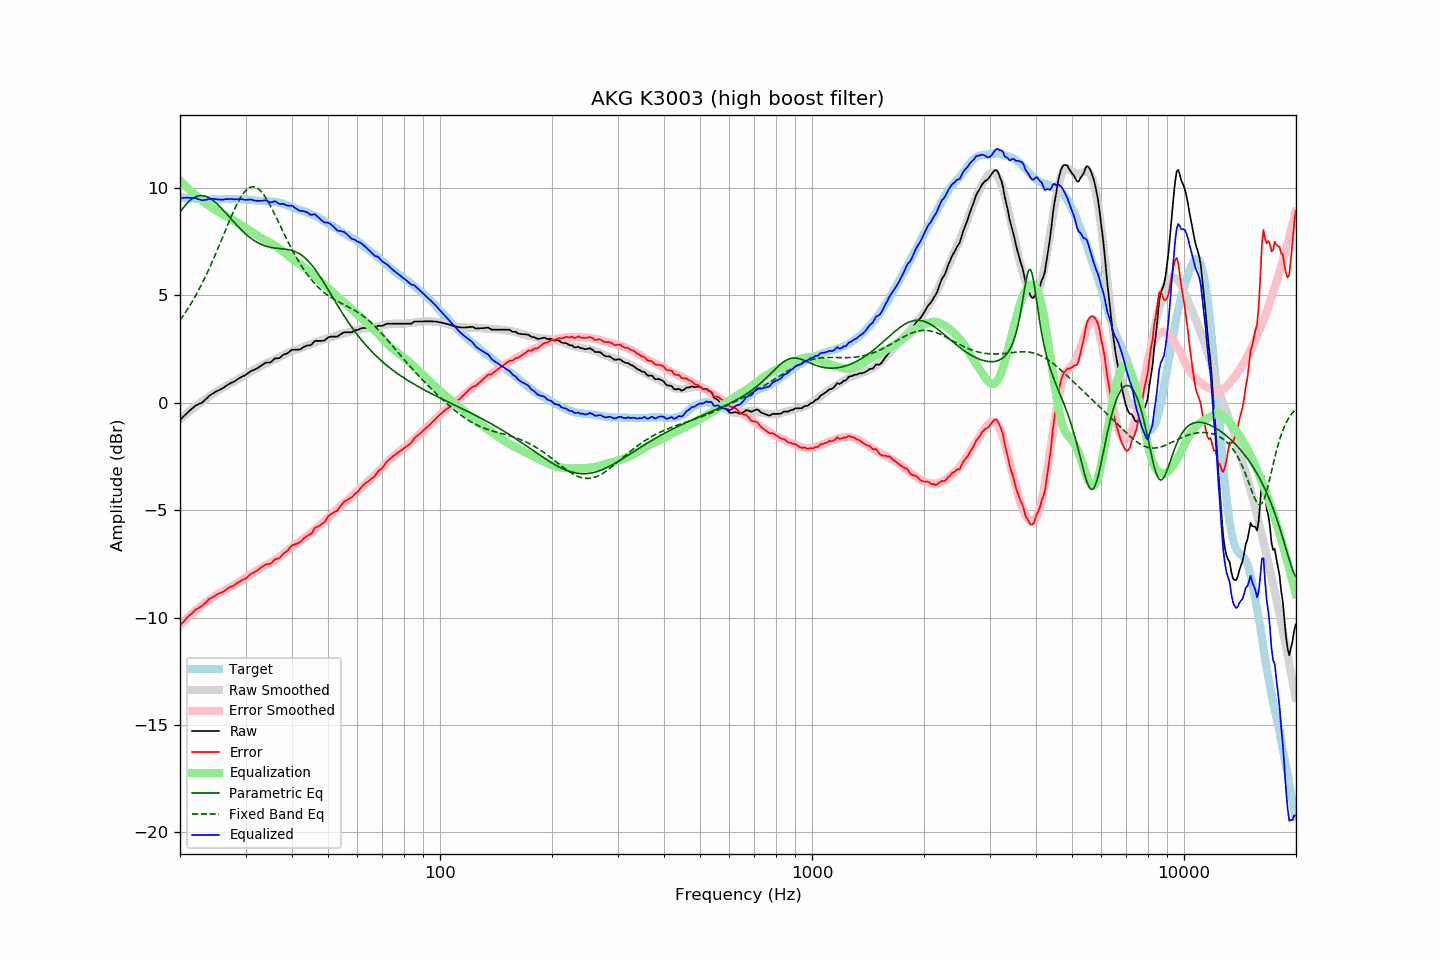 AKG K3003 (high boost filter)
10
5
0
−5
−10
−15
−20
Amplitude (dBr)
Target
Raw Smoothed
Error Smoothed
Raw
Error
Equalization
Parametric Eq
Fixed Band Eq
Equalized
100 1000 10000
Frequency (Hz)